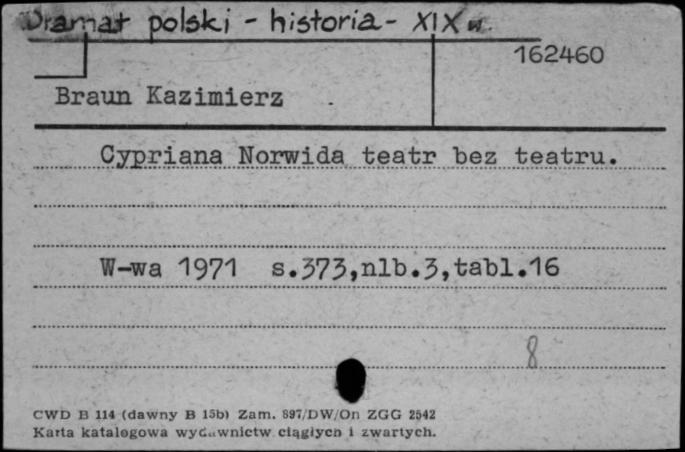 Dramat polski - historia - XIX w.
162460
Braun Kazimierz
Cypriana Norwida teatr bez teatru.
W-wa 1971 s.373,nlb.3,tabl.16
8
CWD B 114 (dawny B 15b) Zam. 897/DW/On ZGG 2542
Karta katalogowa wydawnictw ciągłych i zwartych.